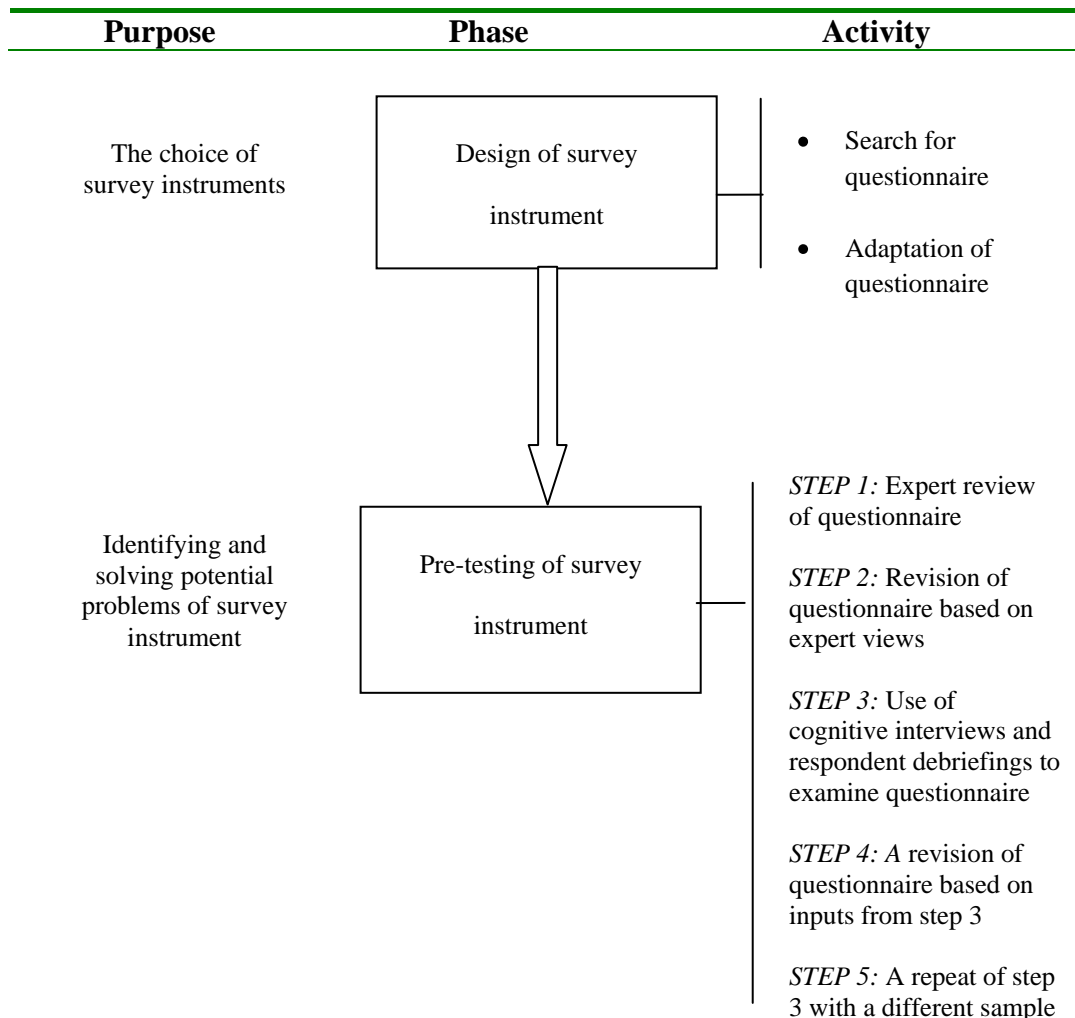 Purpose Phase Activity
The choice of
survey instruments
Design of survey
instrument
• Search for
questionnaire
• Adaptation of
questionnaire
Identifying and
solving potential
problems of survey
instrument
Pre-testing of survey
instrument
STEP 1: Expert review
of questionnaire
STEP 2: Revision of
questionnaire based on
expert views
STEP 3: Use of
cognitive interviews and
respondent debriefings to
examine questionnaire
STEP 4: A revision of
questionnaire based on
inputs from step 3
STEP 5: A repeat of step
3 with a different sample